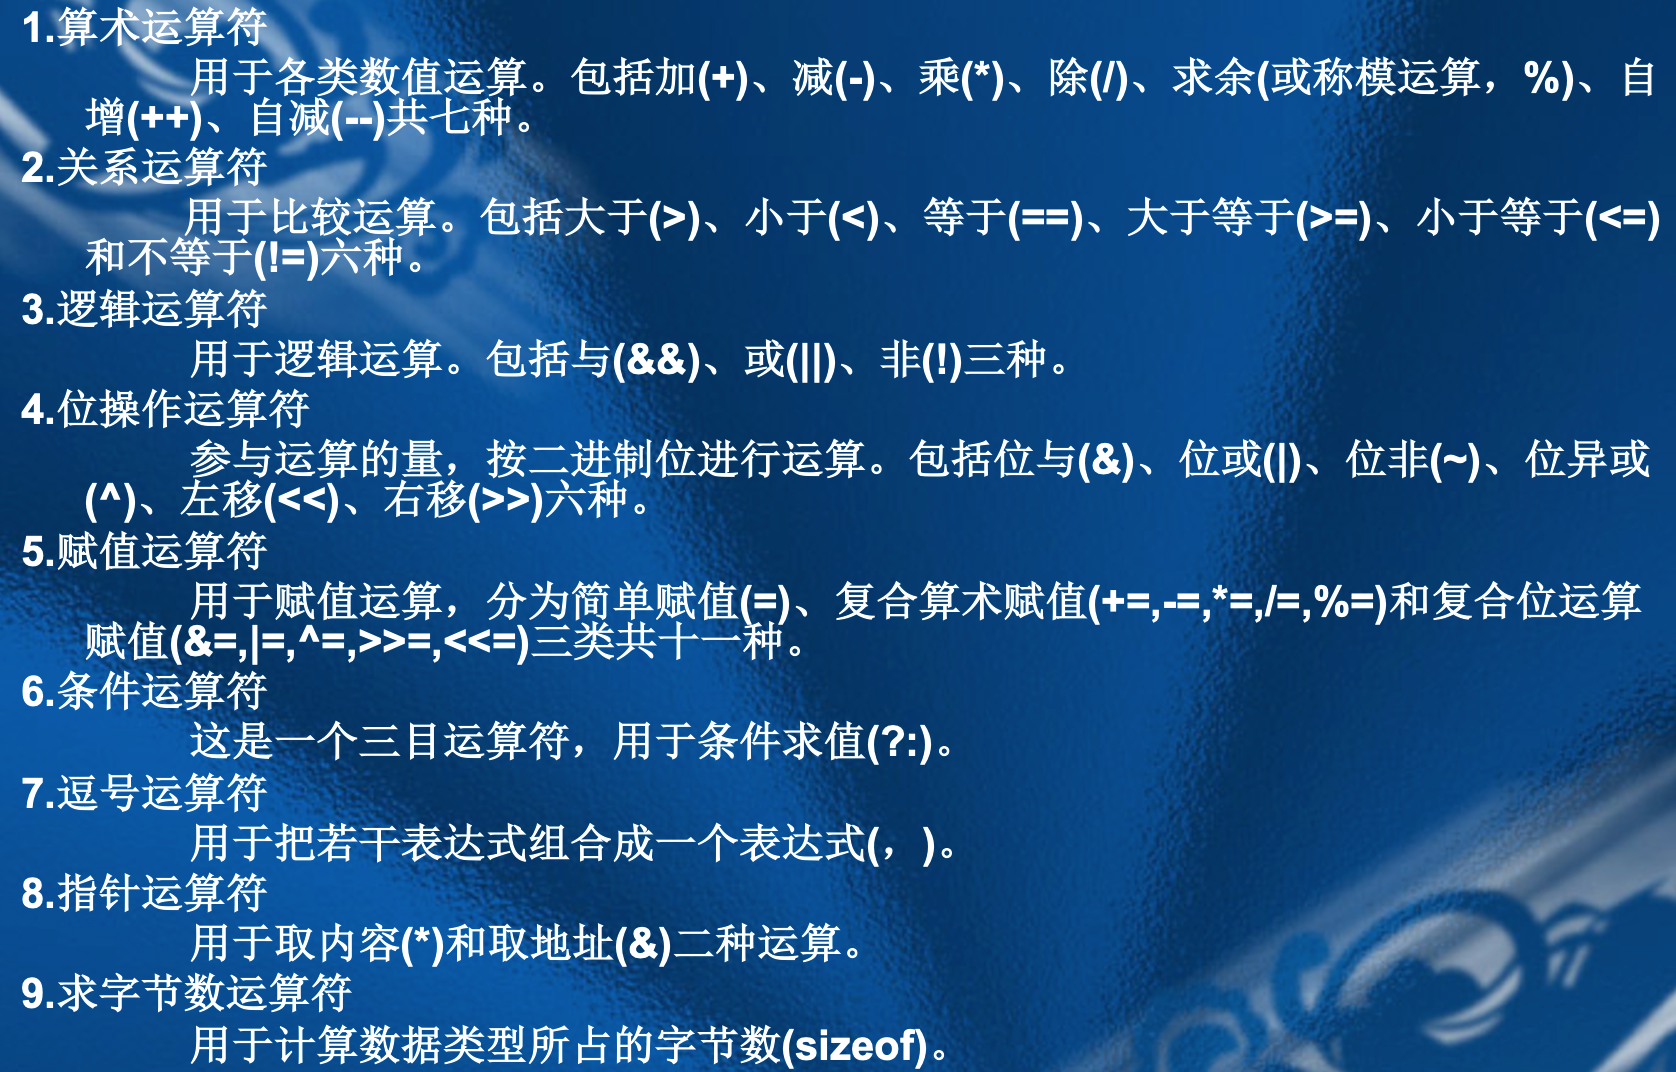 1.算术运算符
用于各类数值运算。包括加(+)、减(-)、乘(*)、除(/)、求余(或称模运算，%)、自
增(++)、自减(--)共七种。
2.关系运算符
用于比较运算。包括大于(>)、小于(<)、等于(==)、大于等于(>=)、小于等于(<=)
和不等于(!=)六种。
3.逻辑运算符
用于逻辑运算。包括与(&&)、或(||)、非(!)三种。
4.位操作运算符
参与运算的量，按二进制位进行运算。包括位与(&)、位或(|)、位非(~)、位异或
(^)、左移(<<)、右移(>>)六种。
5.赋值运算符
用于赋值运算，分为简单赋值(=)、复合算术赋值(+=,-=,*=,/=,%=)和复合位运算
赋值(&=,|=,^=,>>=,<<=)三类共十一种。
6.条件运算符
这是一个三目运算符，用于条件求值(?:)。
7.逗号运算符
用于把若干表达式组合成一个表达式(，)。
8.指针运算符
用于取内容(*)和取地址(&)二种运算。
9.求字节数运算符
用于计算数据类型所占的字节数(sizeof)。